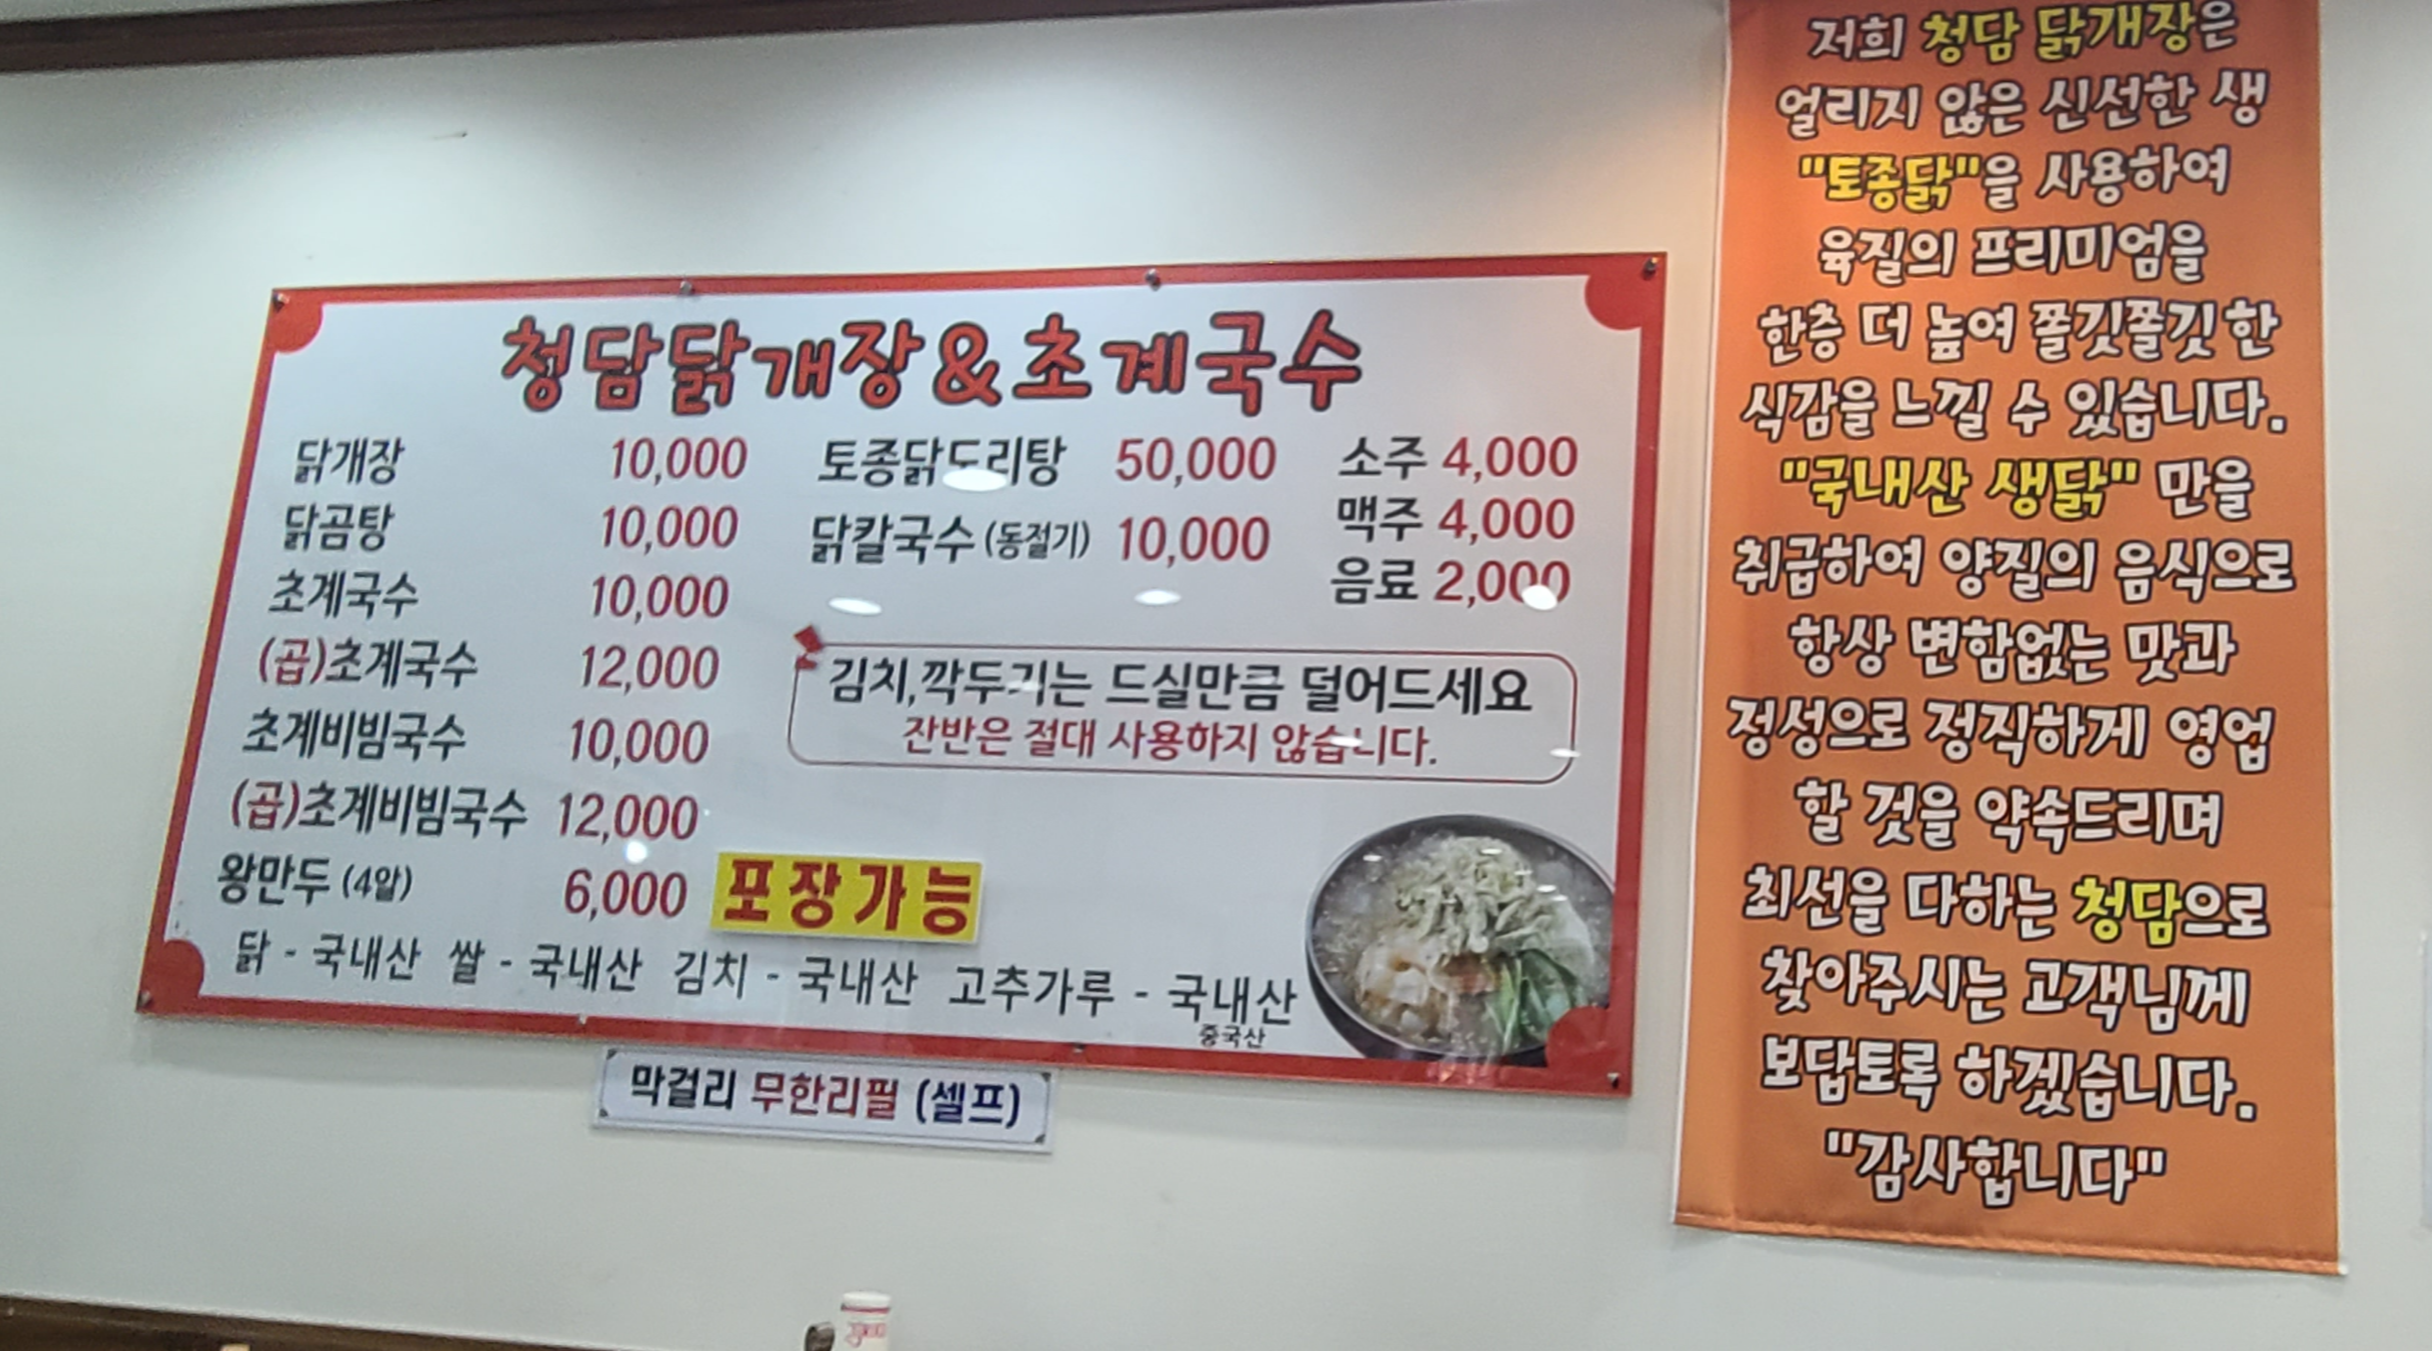 청담닭개장&초계국수
닭개장 10,000
닭곰탕 10,000
초계국수 10,000
(곱)초계국수 12,000
초계비빔국수 10,000
(곱)초계비빔국수 12,000
왕만두 (4알) 6,000
포장가능
토종닭도리탕 50,000
닭칼국수 (동절기) 10,000
소주 4,000
맥주 4,000
음료 2,000
김치,깍두기는 드실만큼 덜어드세요
잔반은 절대 사용하지 않습니다.
닭 - 국내산 쌀 - 국내산 김치 - 국내산 고추가루 - 국내산
중국산
막걸리 무한리필 (셀프)
저희 청담 닭개장은
얼리지 않은 신선한 생
"토종닭"을 사용하여
육질의 프리미엄을
한층 더 높여 쫄깃쫄깃한
식감을 느낄 수 있습니다.
"국내산 생닭" 만을
취급하여 양질의 음식으로
항상 변함없는 맛과
정성으로 정직하게 영업
할 것을 약속드리며
최선을 다하는 청담으로
찾아주시는 고객님께
보답토록 하겠습니다.
"감사합니다"